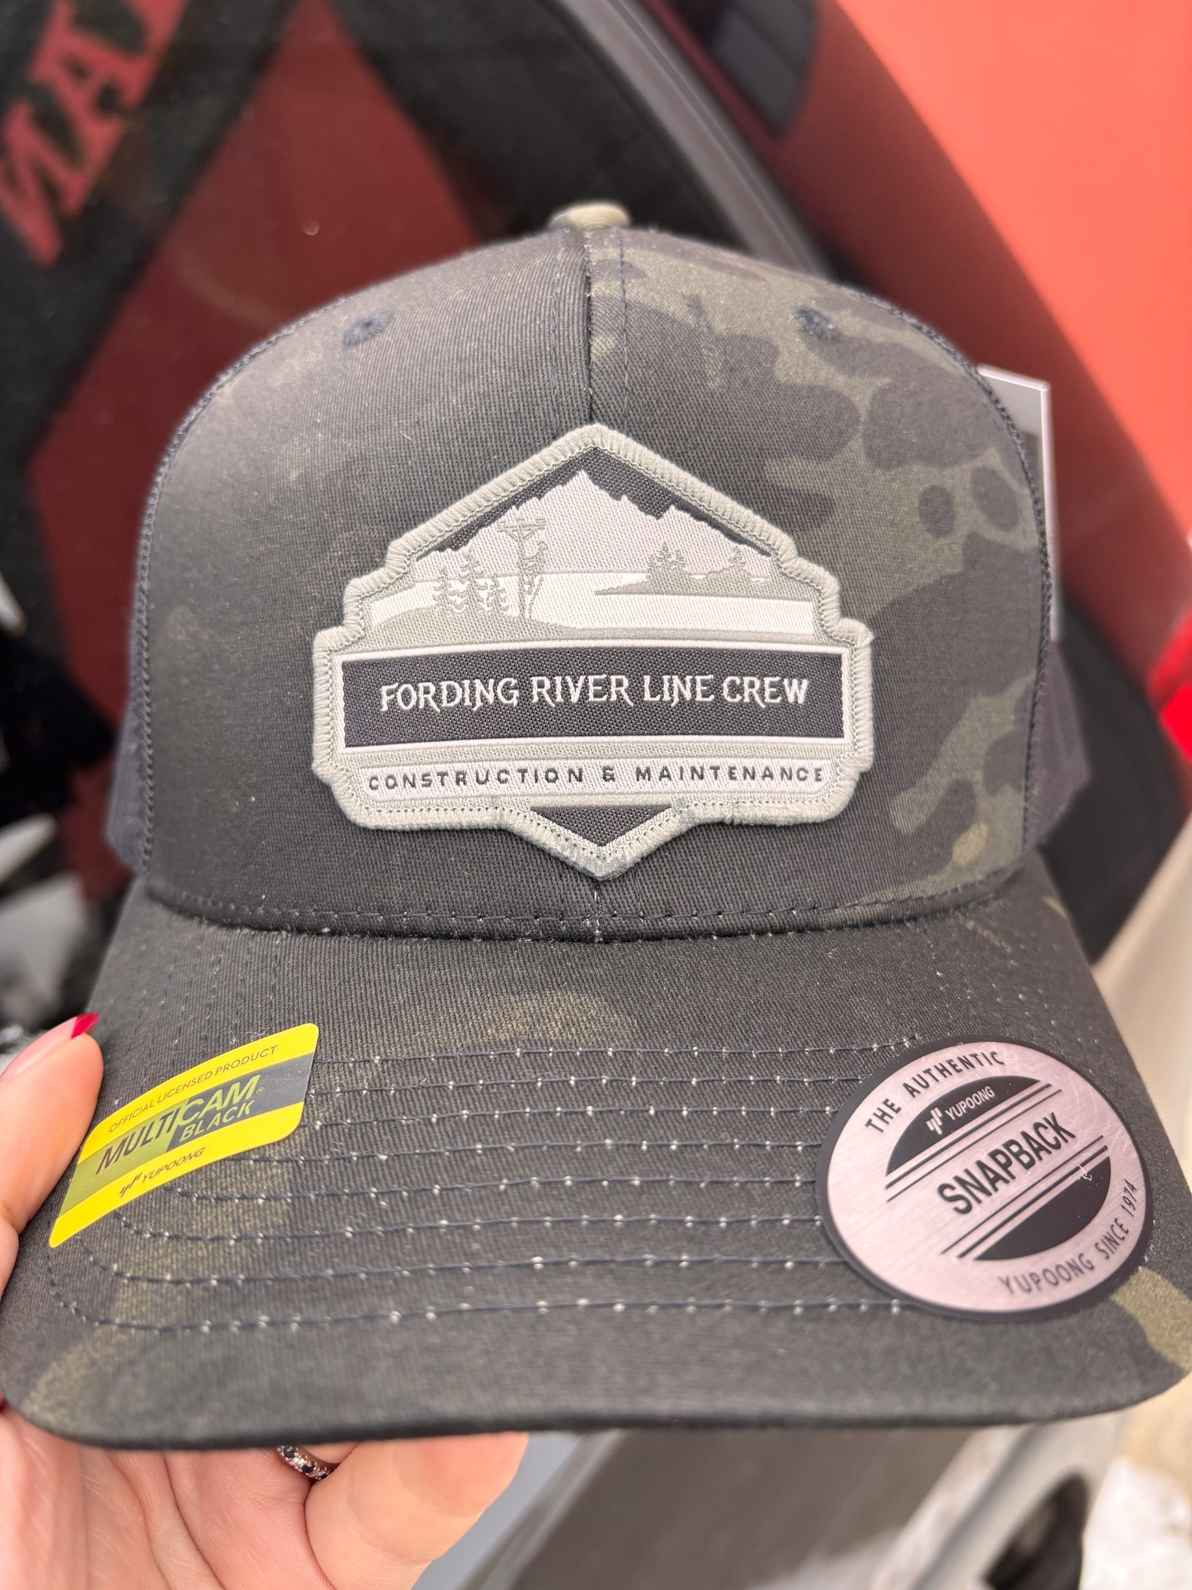 FORDING RIVER LINE CREW
CONSTRUCTION & MAINTENANCE
OFFICIAL LICENSED PRODUCT
MULTICAM
BLACK
YUPOONG
THE AUTHENTIC
YUPOONG
SNAPBACK
YUPOONG SINCE 1974